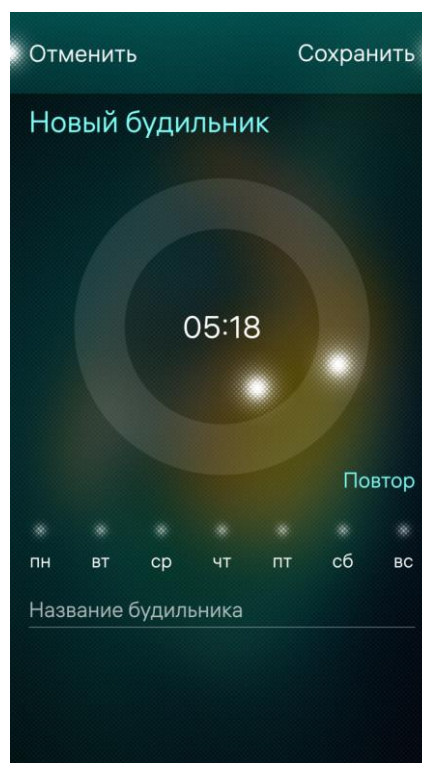 Отменить Сохранить
Новый будильник
05:18
Повтор
пн вт ср чт пт сб вс
Название будильника